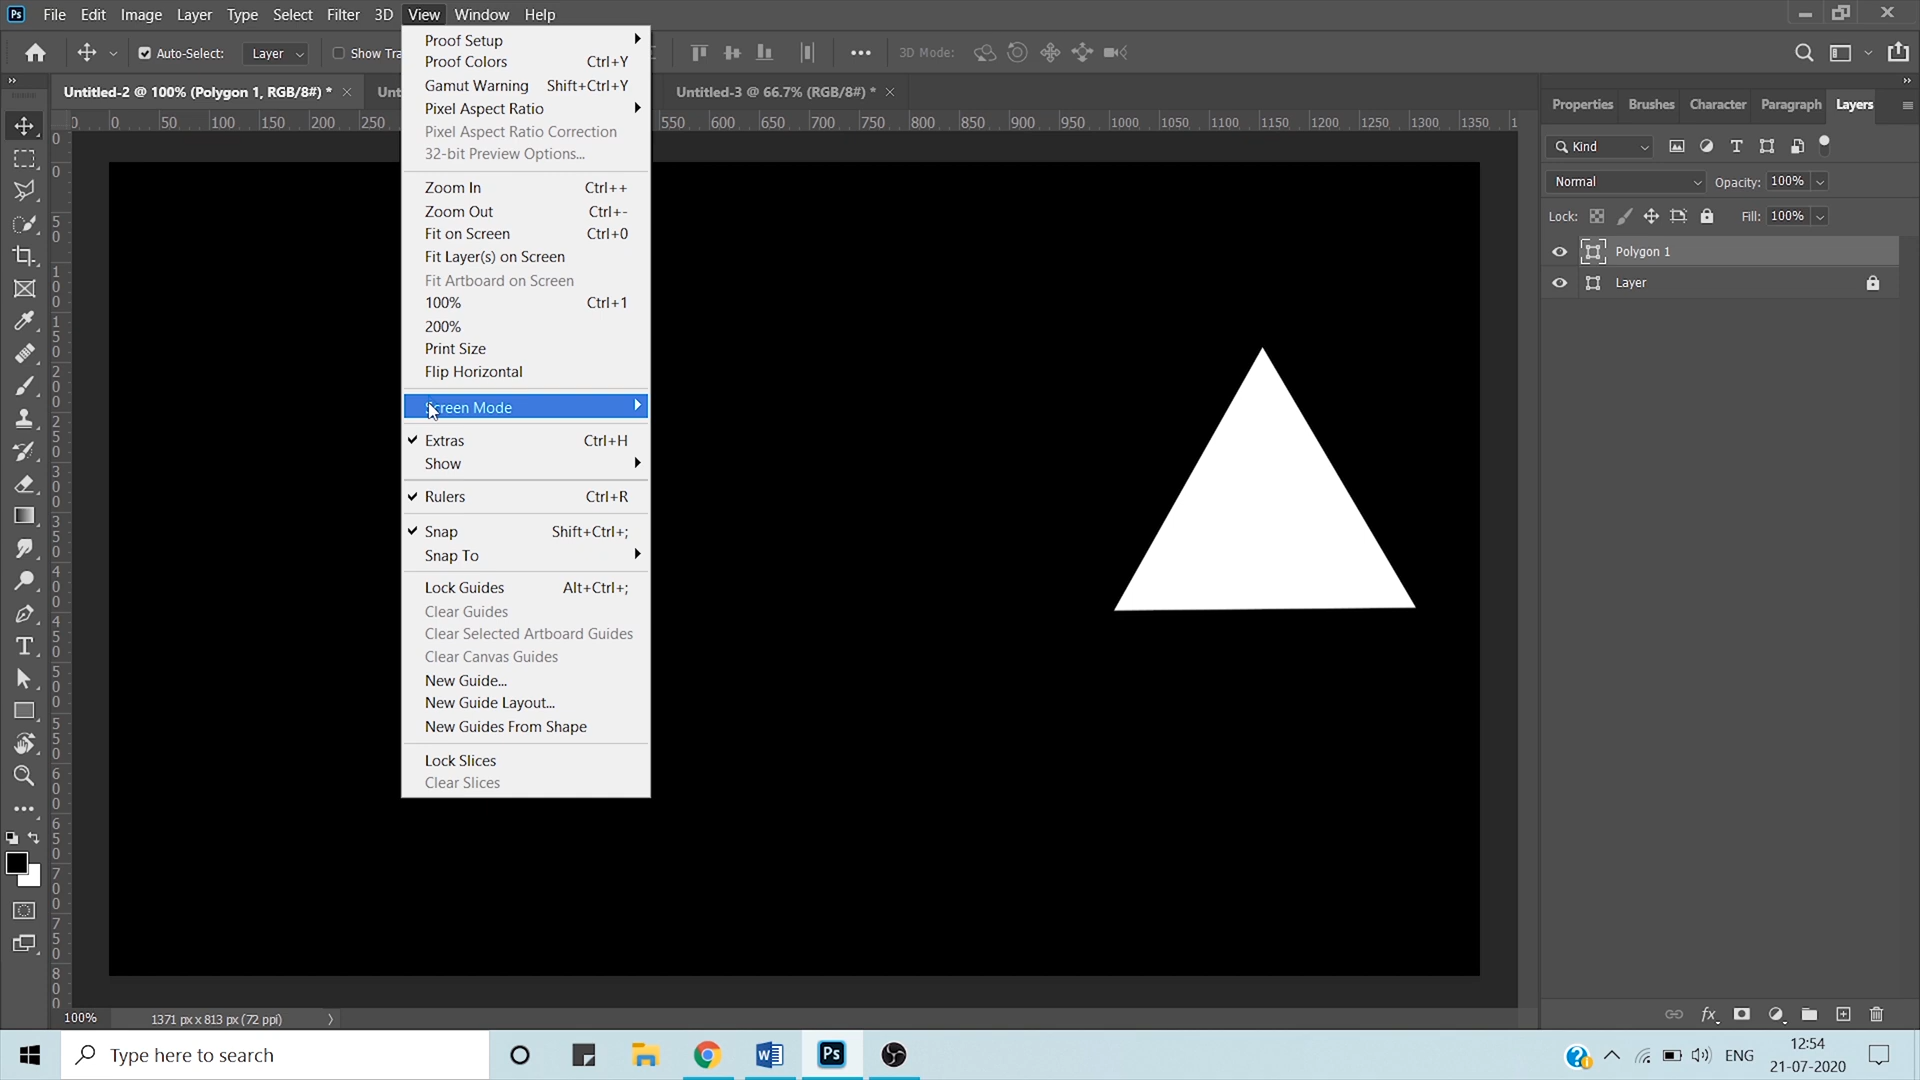 Ps File Edit Image Layer Type Select Filter 3D View Window Help
Auto-Select: Layer Show Tra 3D Mode:
Untitled-2 @ 100% (Polygon 1, RGB/8#) * Unt Untitled-3 @ 66.7% (RGB/8#) *
0 50 100 150 200 250 550 600 650 700 750 800 850 900 950 1000 1050 1100 1150 1200 1250 1300 1350 1
Proof Setup
Proof Colors Ctrl+Y
Gamut Warning Shift+Ctrl+Y
Pixel Aspect Ratio
Pixel Aspect Ratio Correction
32-bit Preview Options...
Zoom In Ctrl++
Zoom Out Ctrl+-
Fit on Screen Ctrl+0
Fit Layer(s) on Screen
Fit Artboard on Screen
100% Ctrl+1
200%
Print Size
Flip Horizontal
Screen Mode
Extras Ctrl+H
Show
Rulers Ctrl+R
Snap Shift+Ctrl+;
Snap To
Lock Guides Alt+Ctrl+;
Clear Guides
Clear Selected Artboard Guides
Clear Canvas Guides
New Guide...
New Guide Layout...
New Guides From Shape
Lock Slices
Clear Slices
Properties Brushes Character Paragraph Layers
Kind
Normal Opacity: 100%
Lock: Fill: 100%
Polygon 1
Layer
fx
100% 1371 px x 813 px (72 ppi)
Type here to search
Ps
ENG
12:54
21-07-2020